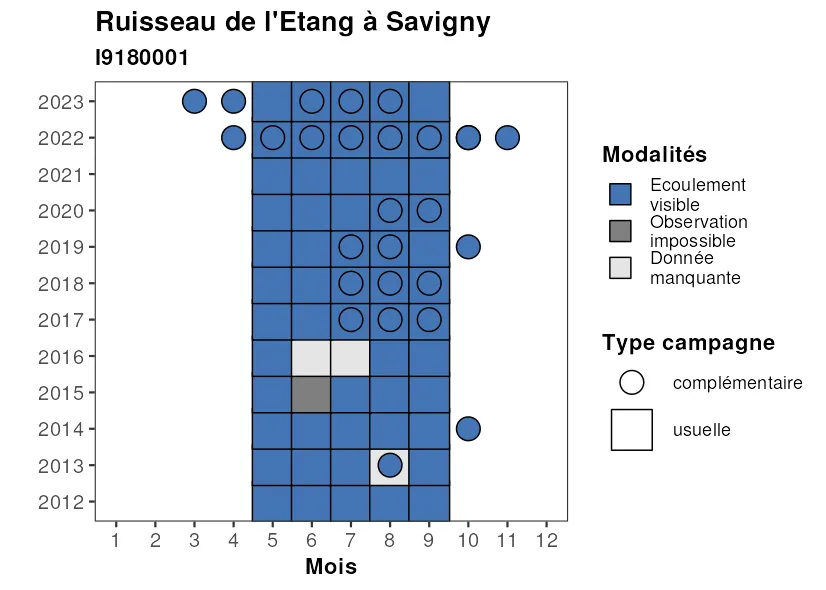 Ruisseau de l'Etang à Savigny
I9180001
2023
2022
2021
2020
2019
2018
2017
2016
2015
2014
2013
2012
1 2 3 4 5 6 7 8 9 10 11 12
Mois
Modalités
Ecoulement
visible
Observation
impossible
Donnée
manquante
Type campagne
complémentaire
usuelle